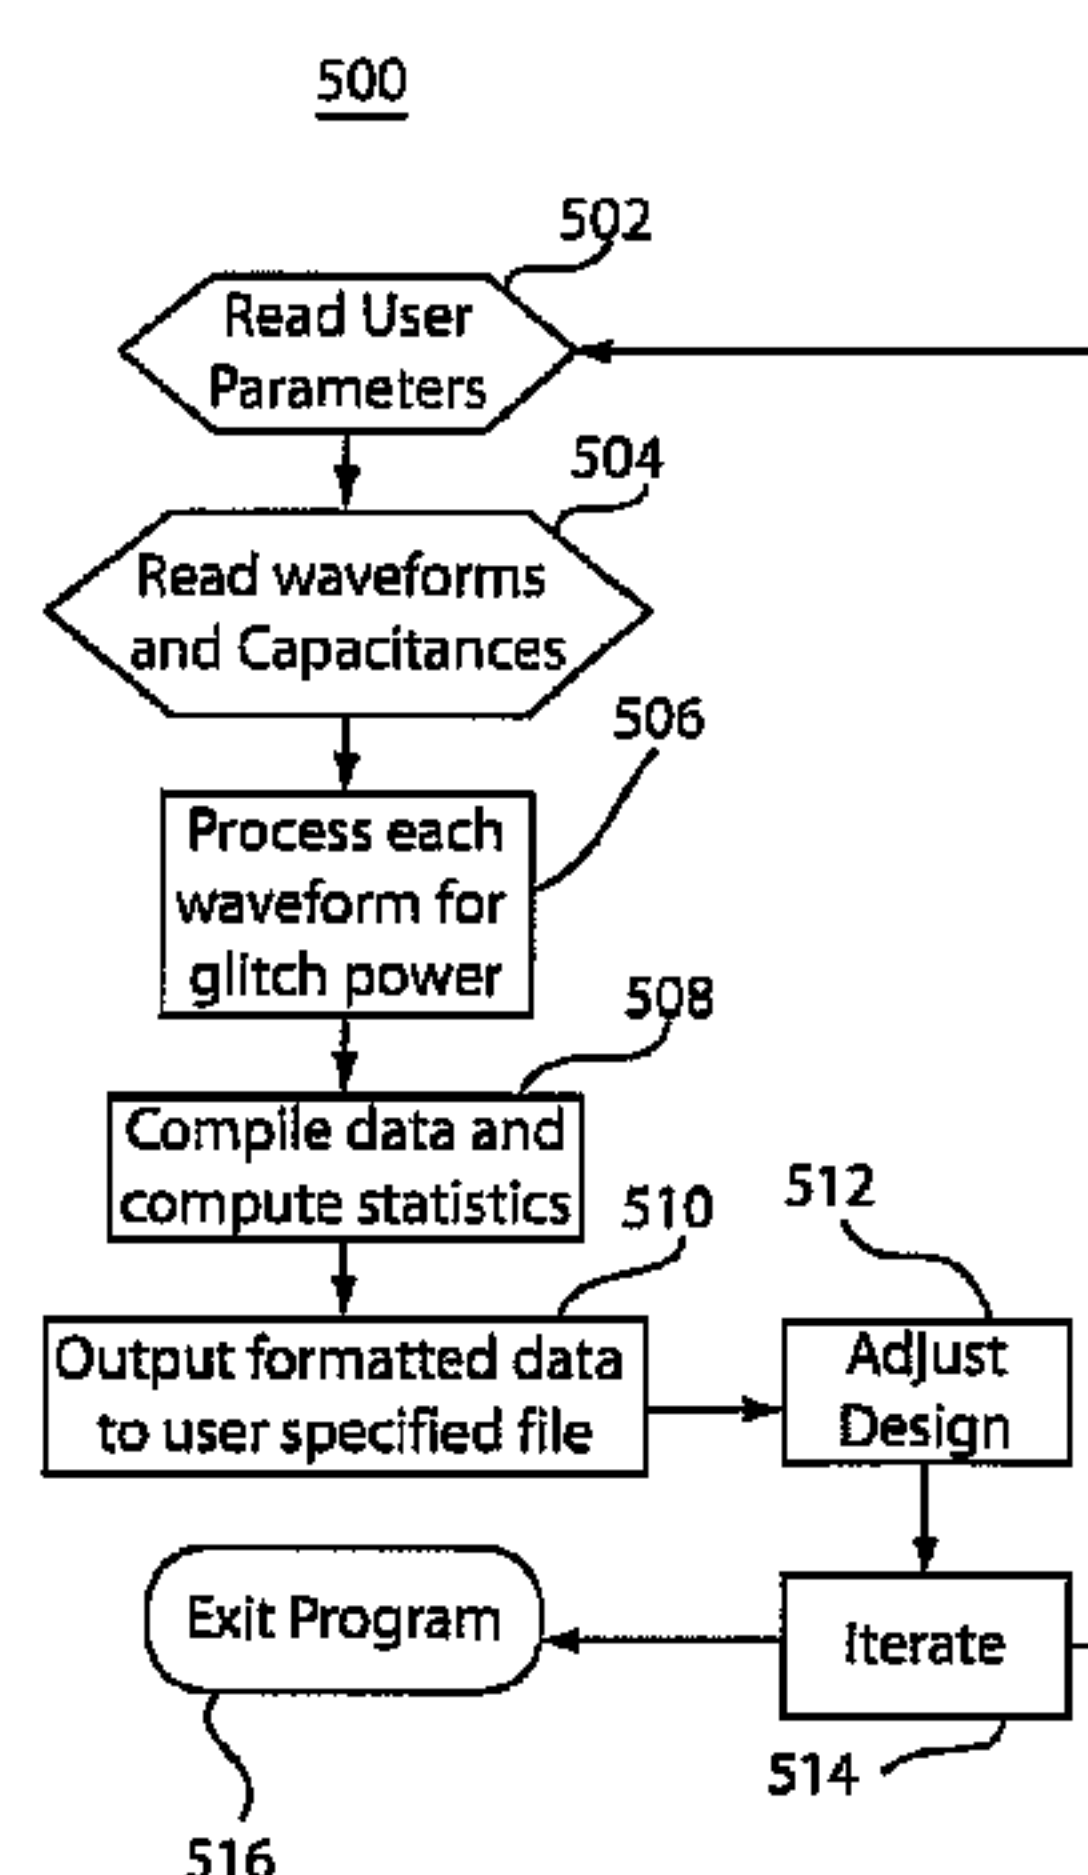 500
502
Read User
Parameters
504
Read waveforms
and Capacitances
506
Process each
waveform for
glitch power
508
Compile data and
compute statistics
510
Output formatted data
to user specified file
512
Adjust
Design
Exit Program
Iterate
514
516